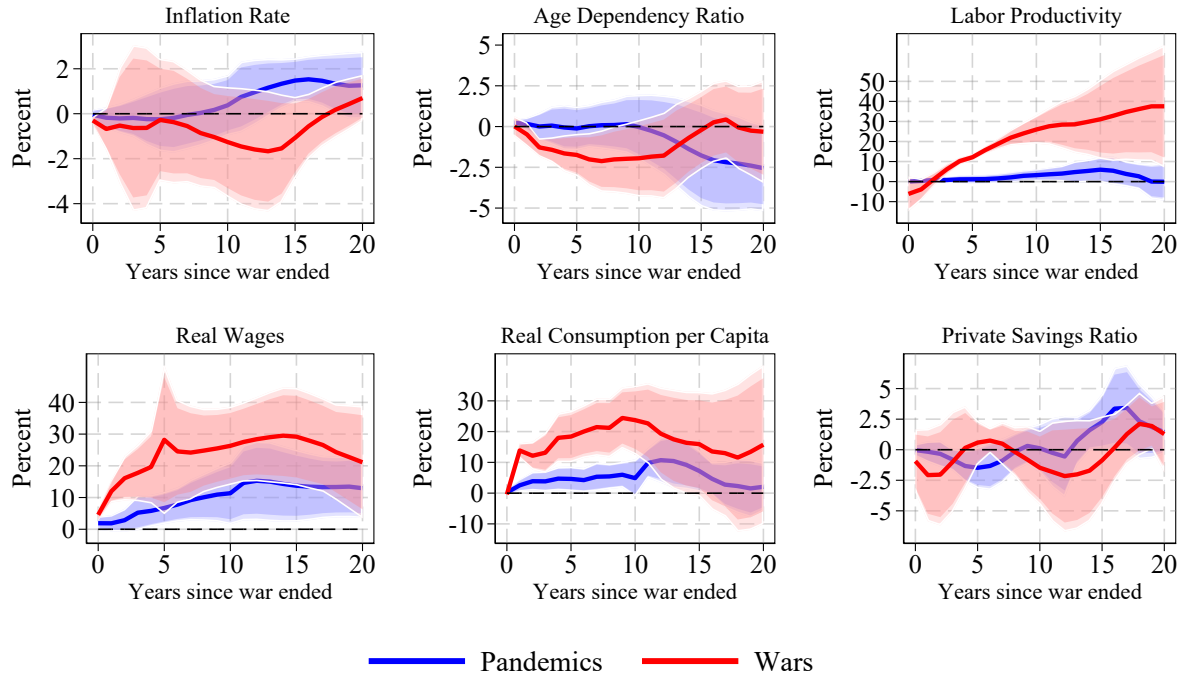 Inflation Rate
Percent
2
0
-2
-4
0 5 10 15 20
Years since war ended
Age Dependency Ratio
Percent
5
2.5
0
-2.5
-5
0 5 10 15 20
Years since war ended
Labor Productivity
Percent
50
40
30
20
10
0
-10
0 5 10 15 20
Years since war ended
Real Wages
Percent
40
30
20
10
0
0 5 10 15 20
Years since war ended
Real Consumption per Capita
Percent
30
20
10
0
-10
0 5 10 15 20
Years since war ended
Private Savings Ratio
Percent
5
2.5
0
-2.5
-5
0 5 10 15 20
Years since war ended
Pandemics Wars